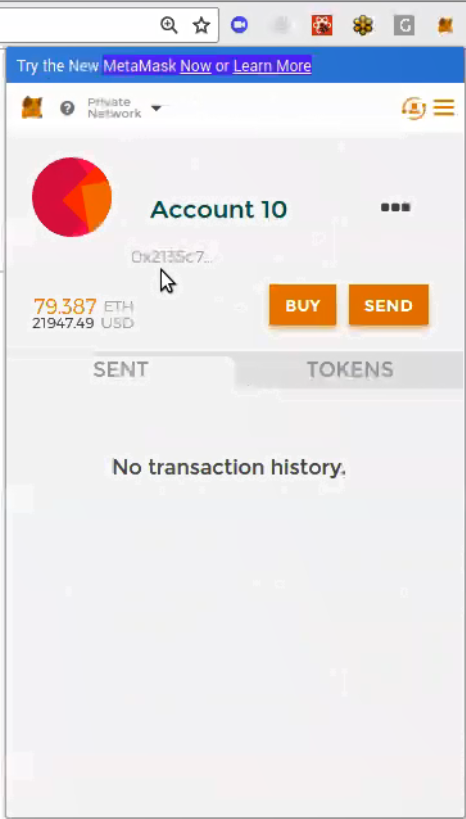 Try the New MetaMask Now or Learn More
?
Private
Network
Account 10
0x2135c7...
79.387 ETH
21947.49 USD
BUY
SEND
SENT
TOKENS
No transaction history.
G